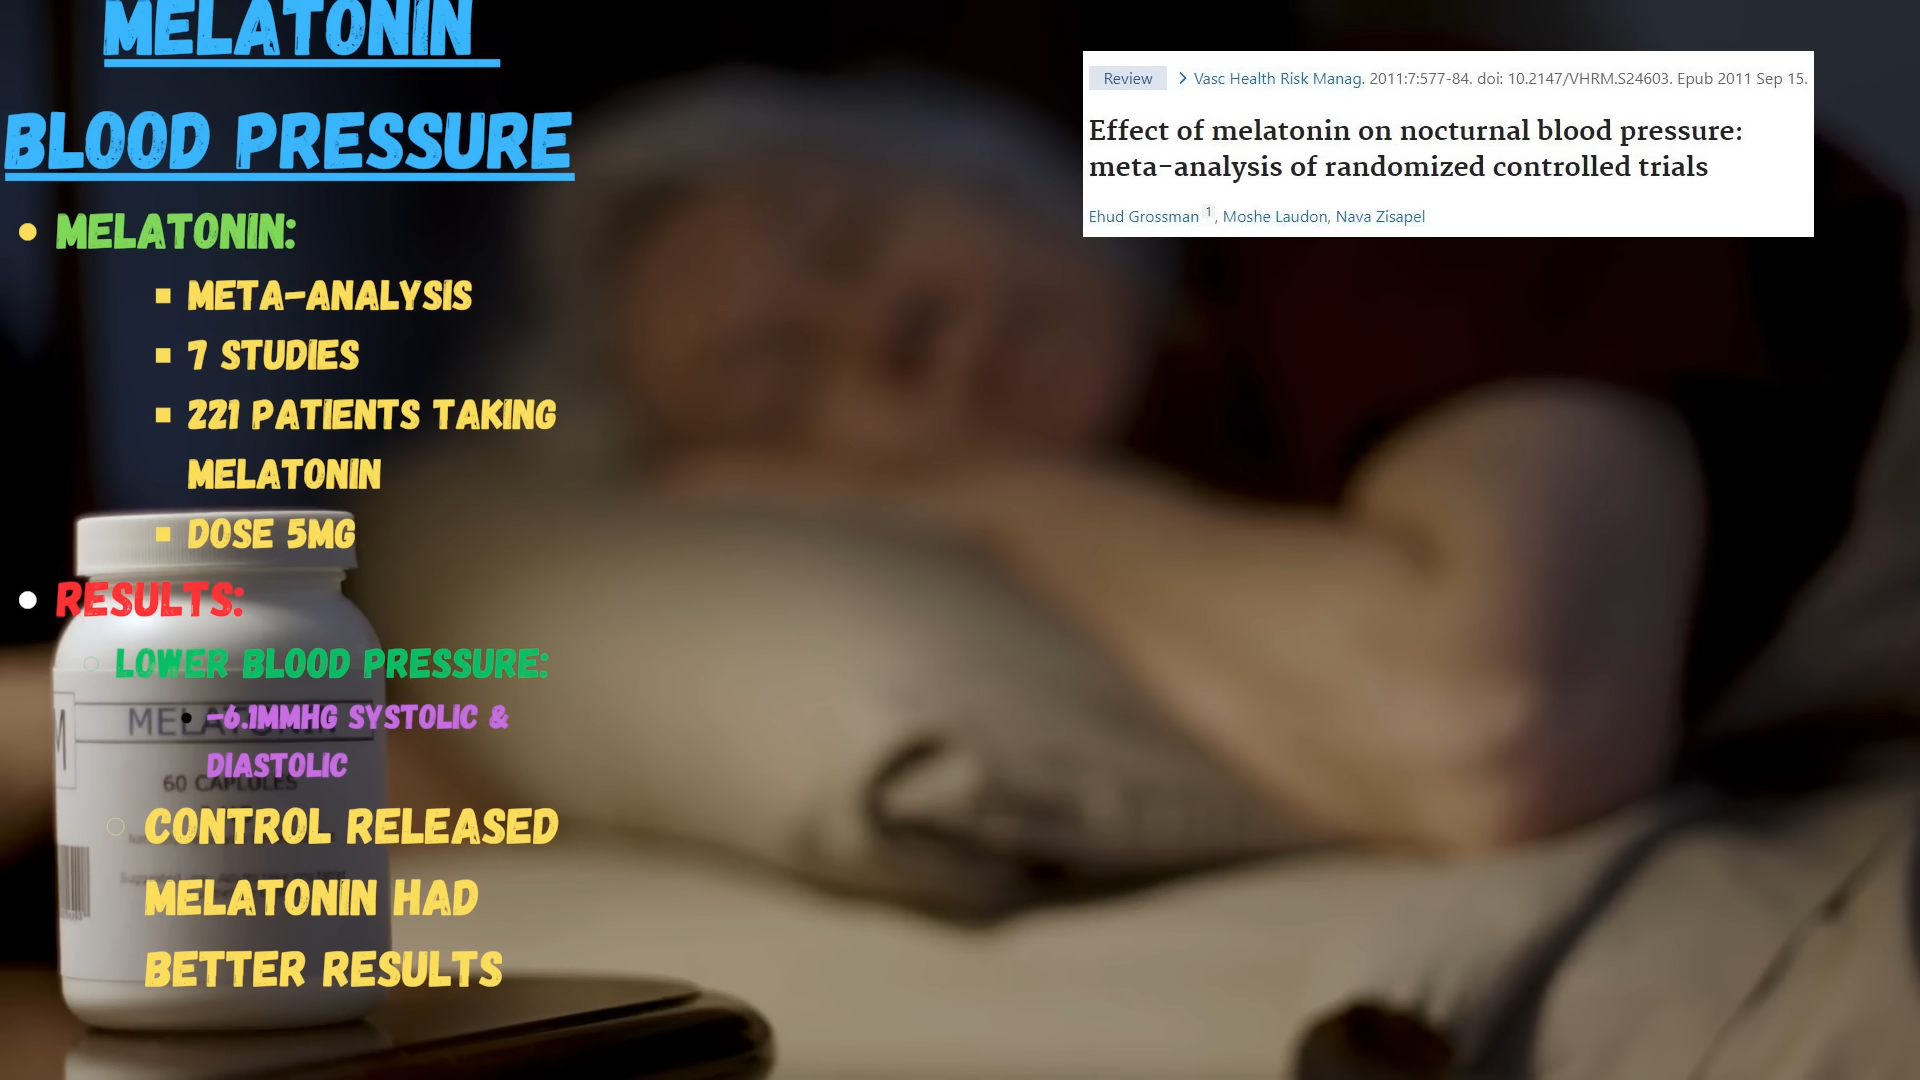 MELATONIN
BLOOD PRESSURE
MELATONIN:
META-ANALYSIS
7 STUDIES
221 PATIENTS TAKING
MELATONIN
DOSE 5MG
RESULTS:
LOWER BLOOD PRESSURE:
-6.1MMHG SYSTOLIC &
DIASTOLIC
CONTROL RELEASED
MELATONIN HAD
BETTER RESULTS
Review > Vasc Health Risk Manag. 2011:7:577-84. doi: 10.2147/VHRM.S24603. Epub 2011 Sep 15.
Effect of melatonin on nocturnal blood pressure:
meta-analysis of randomized controlled trials
Ehud Grossman 1, Moshe Laudon, Nava Zisapel
M
MELATONIN
60 CAPLULES